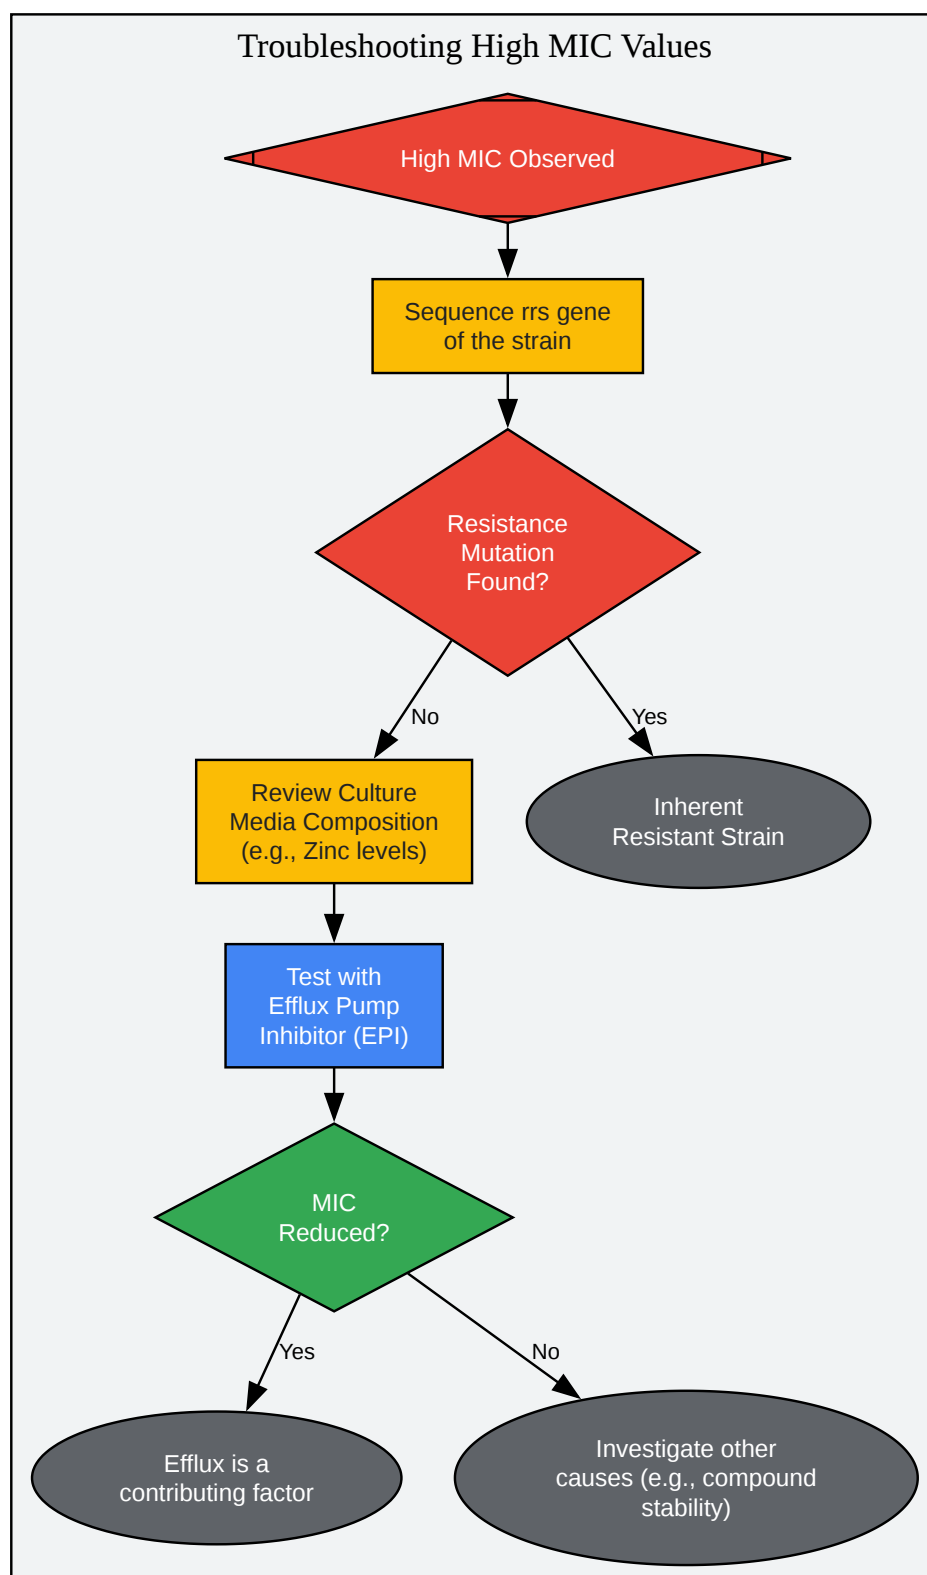 Troubleshooting High MIC Values
High MIC Observed
Sequence rrs gene
of the strain
Resistance
Mutation
Found?
No
Yes
Review Culture
Media Composition
(e.g., Zinc levels)
Inherent
Resistant Strain
Test with
Efflux Pump
Inhibitor (EPI)
MIC
Reduced?
Yes
No
Efflux is a
contributing factor
Investigate other
causes (e.g., compound
stability)